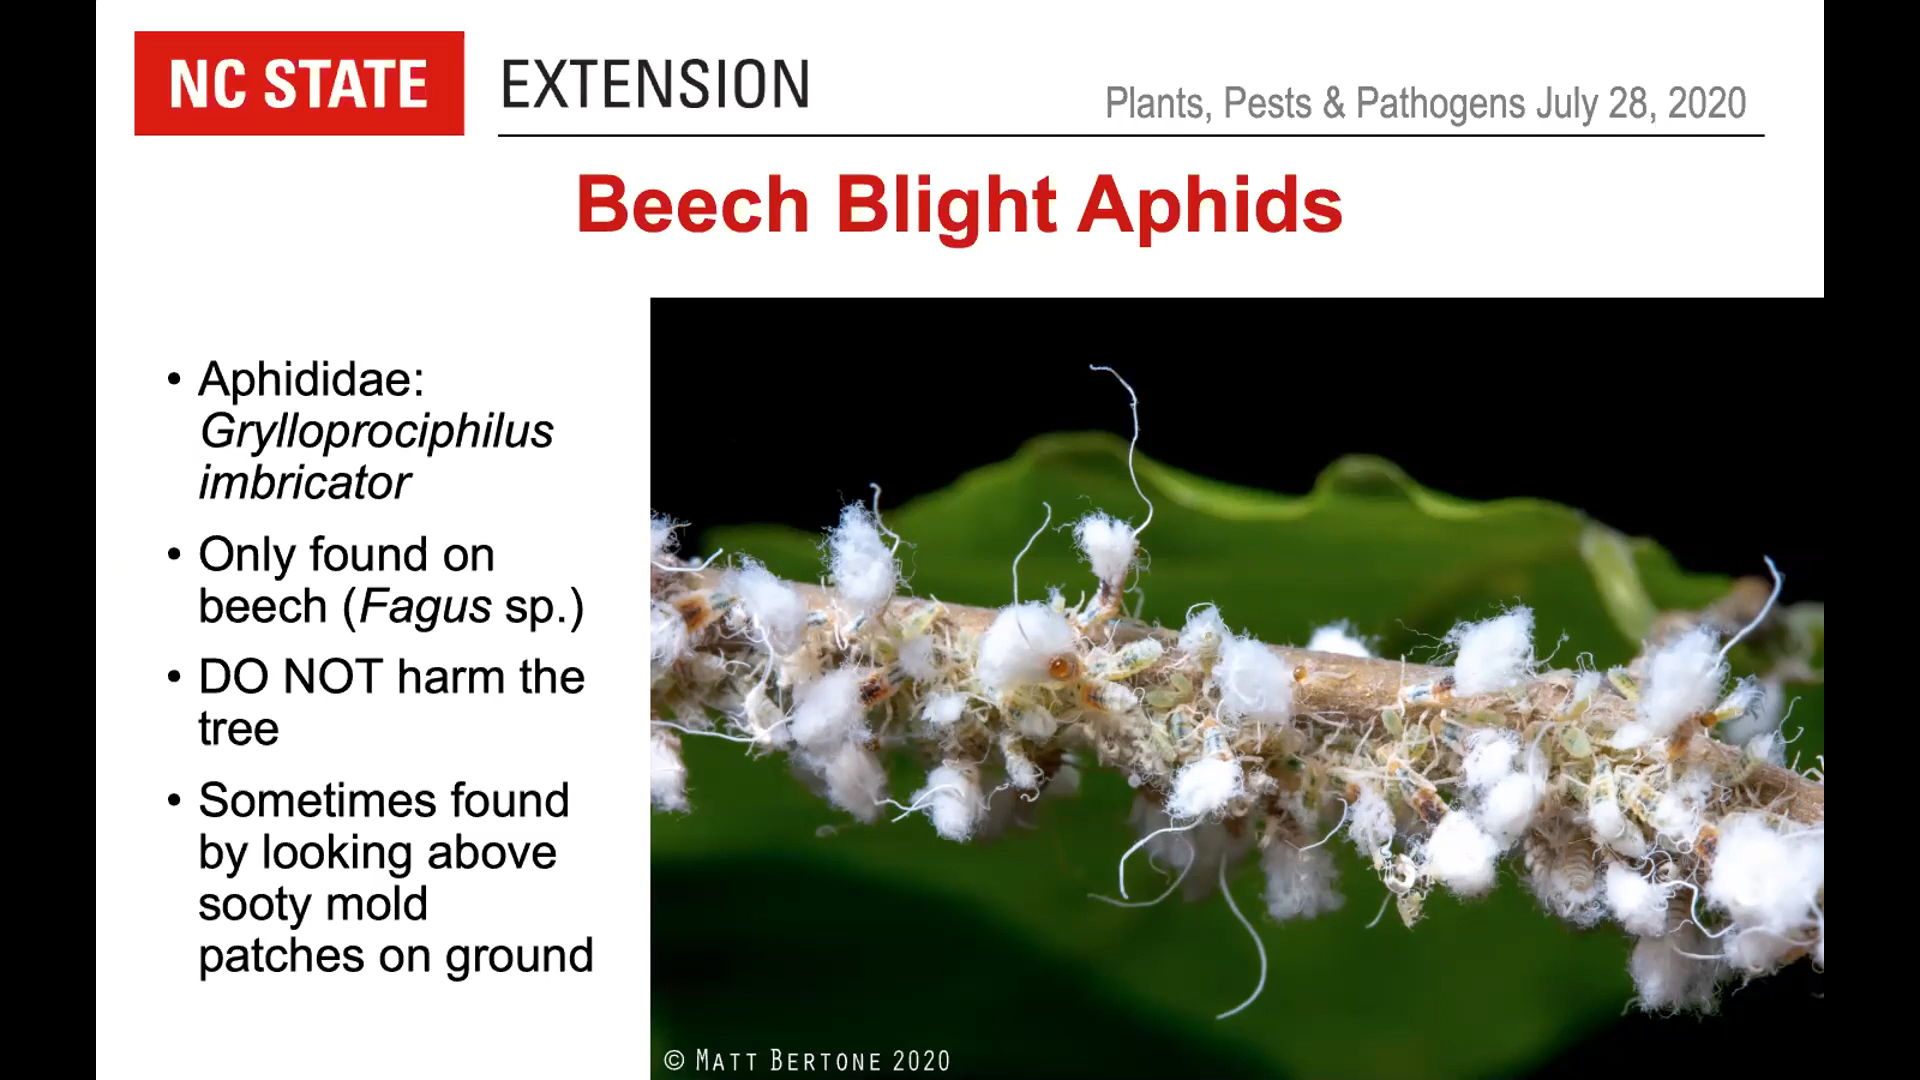 NC STATE EXTENSION
Plants, Pests & Pathogens July 28, 2020
Beech Blight Aphids
• Aphididae:
Grylloprociphilus
imbricator
• Only found on
beech (Fagus sp.)
• DO NOT harm the
tree
• Sometimes found
by looking above
sooty mold
patches on ground
© MATT BERTONE 2020